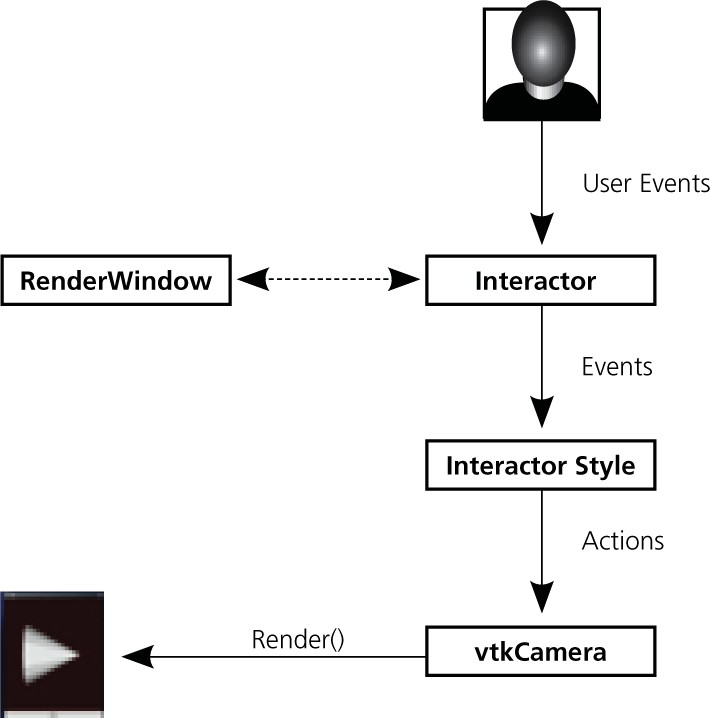 User Events
RenderWindow
Interactor
Events
Interactor Style
Actions
Render()
vtkCamera